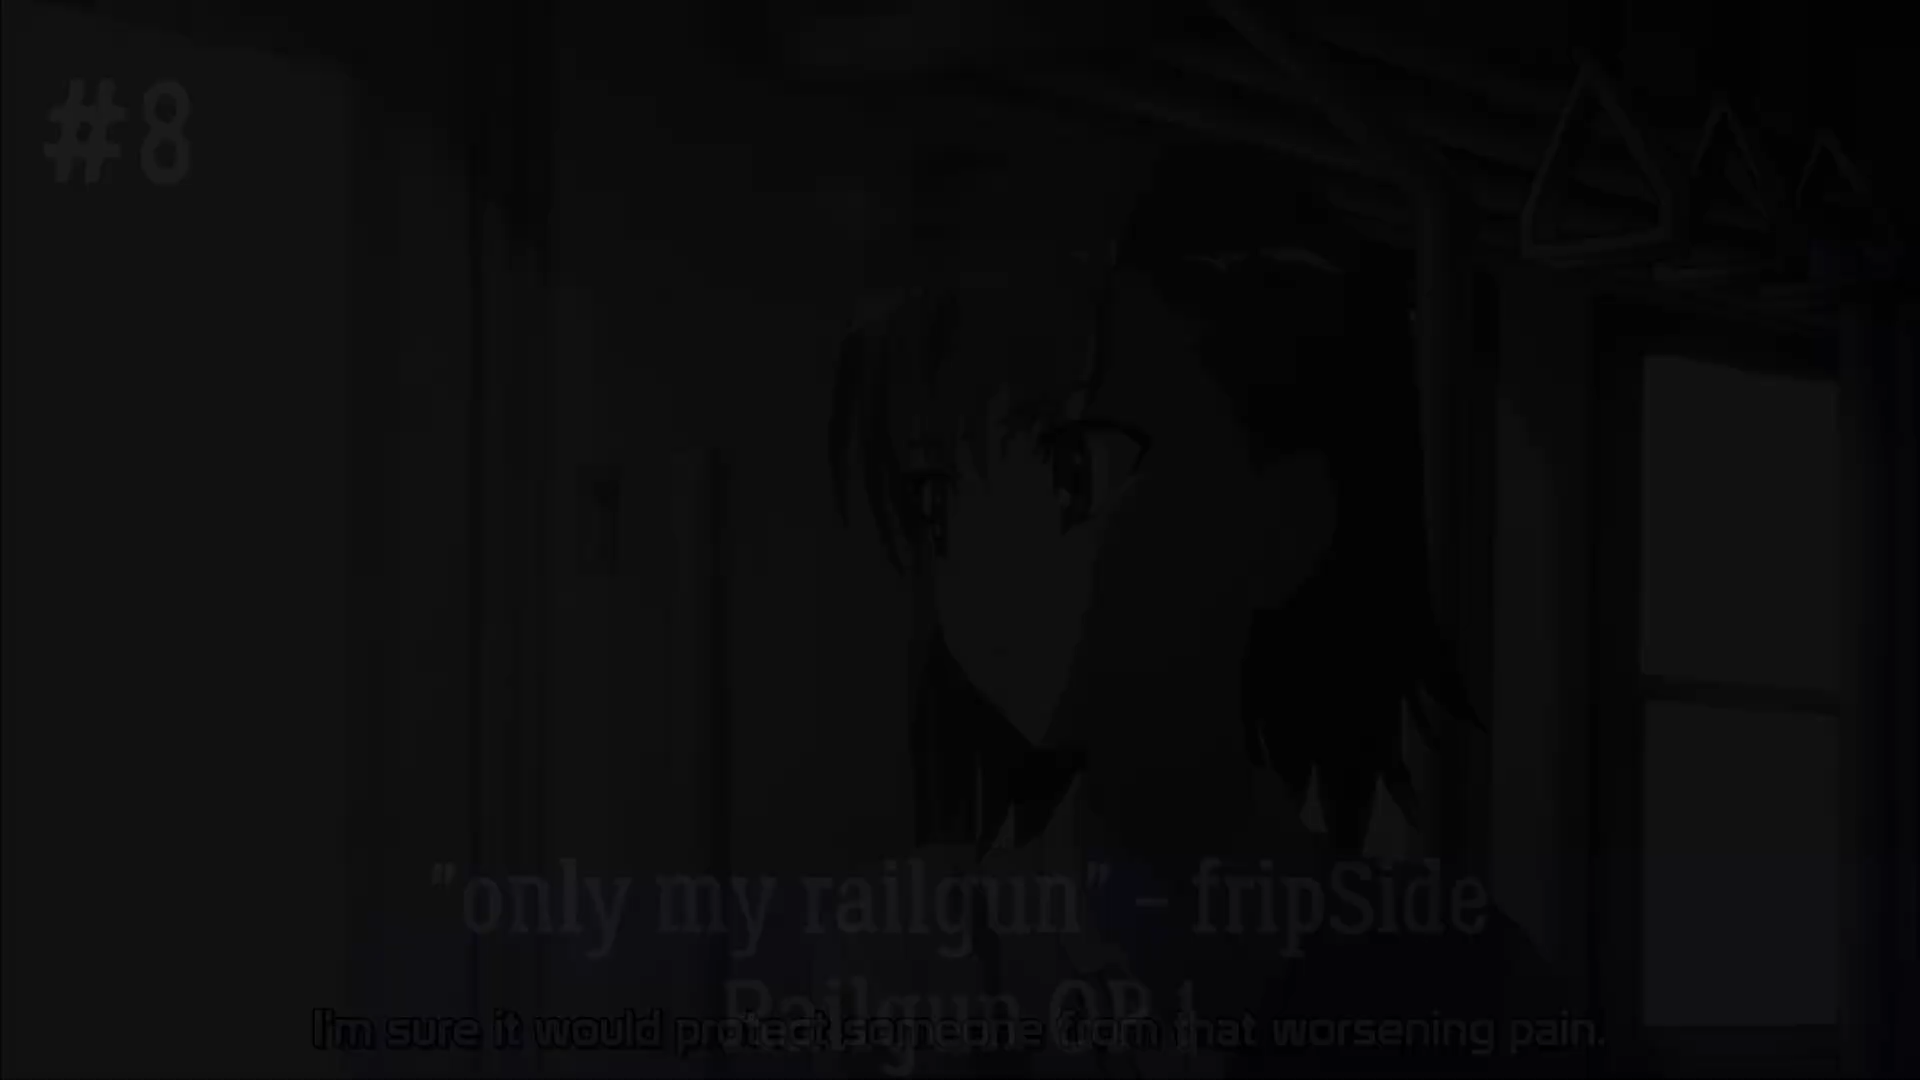 #8
"only my railgun" - fripSide
Railgun OP 1
I'm sure it would protect someone from that worsening pain.